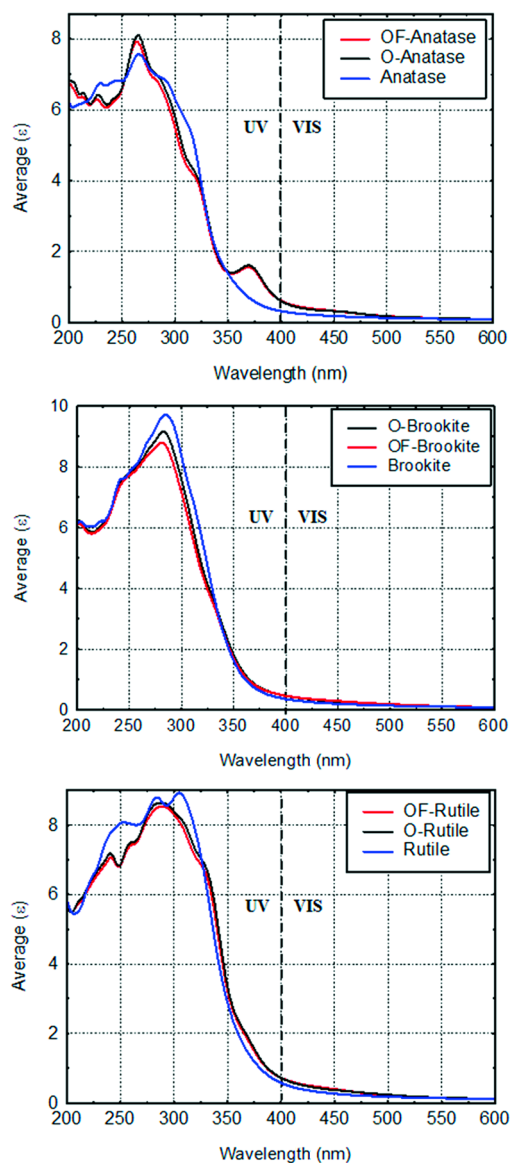 OF-Anatase
O-Anatase
Anatase
UV VIS
Average (ε)
8
6
4
2
0
200 250 300 350 400 450 500 550 600
Wavelength (nm)
O-Brookite
OF-Brookite
Brookite
UV VIS
Average (ε)
10
8
6
4
2
0
200 250 300 350 400 450 500 550 600
Wavelength (nm)
OF-Rutile
O-Rutile
Rutile
UV VIS
Average (ε)
8
6
4
2
0
200 250 300 350 400 450 500 550 600
Wavelength (nm)